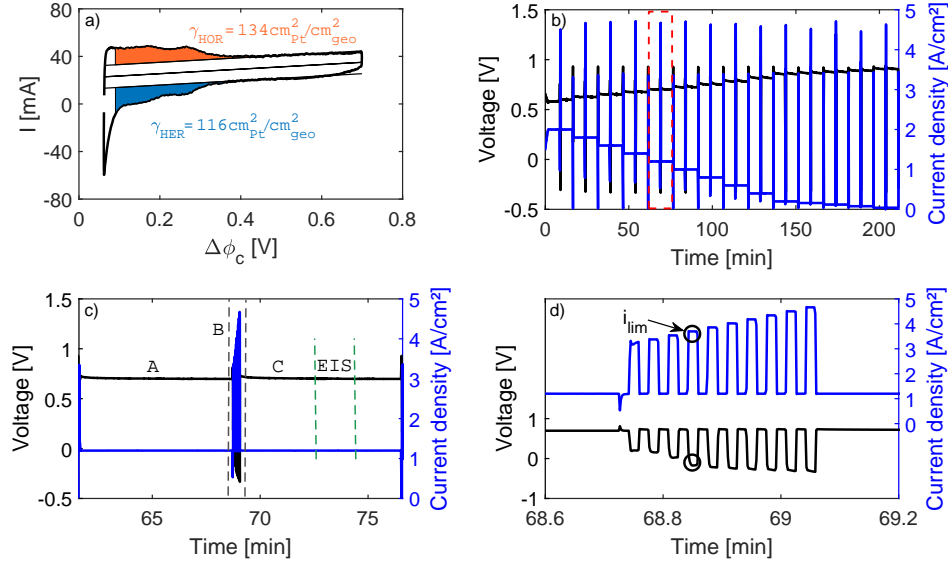 a)
γHOR=134cm²Pt/cm²geo
γHER=116cm²Pt/cm²geo
80
40
0
-40
-80
I [mA]
0
0.2
0.4
0.6
0.8
Δϕc [V]
b)
1.5
1
0.5
0
-0.5
Voltage [V]
5
4
3
2
1
0
Current density [A/cm²]
0
50
100
150
200
Time [min]
c)
1.5
1
0.5
0
-0.5
Voltage [V]
A
B
C
EIS
5
4
3
2
1
0
Current density [A/cm²]
65
70
75
Time [min]
d)
ilim
1
0
-1
Voltage [V]
5
4
3
2
1
0
Current density [A/cm²]
68.6
68.8
69
69.2
Time [min]